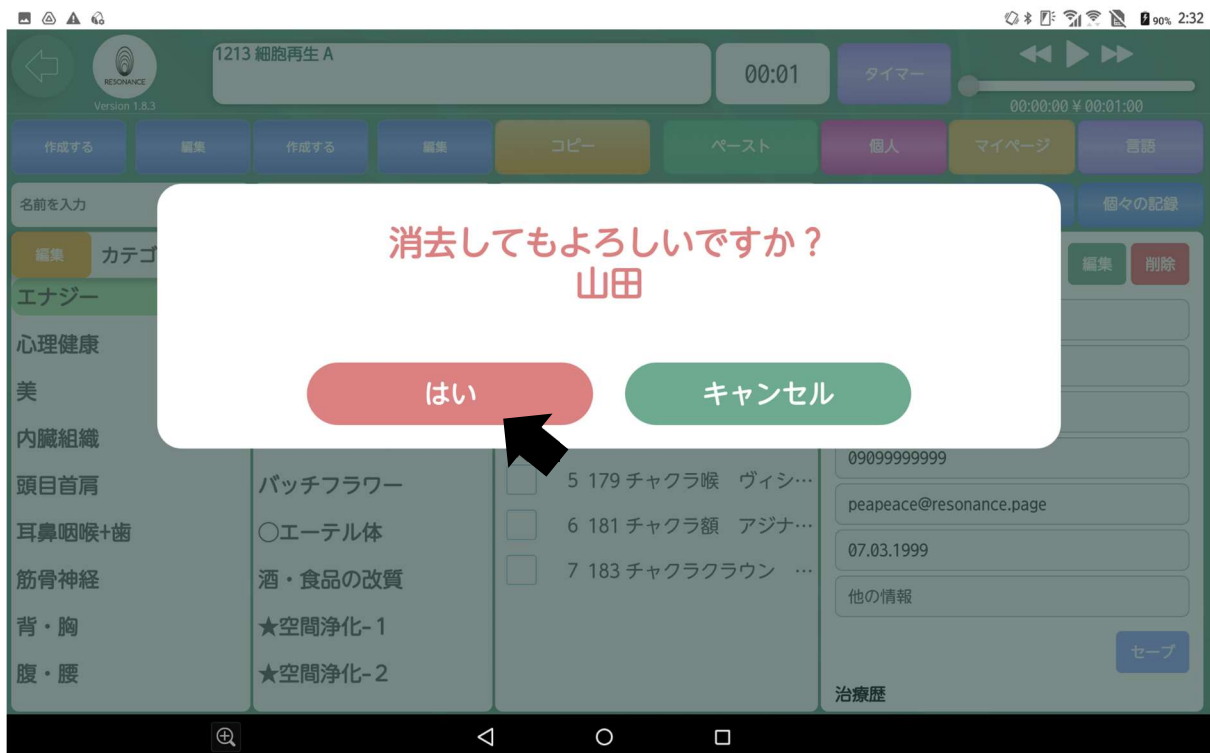 90% 2:32
RESONANCE
Version 1.8.3
1213 細胞再生 A
00:01
タイマー
00:00:00 ¥ 00:01:00
作成する
編集
作成する
編集
コピー
ペースト
個人
マイページ
言語
名前を入力
個々の記録
消去してもよろしいですか？
山田
はい
キャンセル
編集
カテゴ
編集
削除
エナジー
心理健康
美
内臓組織
頭目首肩
耳鼻咽喉+歯
筋骨神経
背・胸
腹・腰
バッチフラワー
○エーテル体
酒・食品の改質
★空間浄化-1
★空間浄化-2
5 179 チャクラ喉　ヴィシ…
6 181 チャクラ額　アジナ…
7 183 チャクラクラウン　…
09099999999
peapeace@resonance.page
07.03.1999
他の情報
セーブ
治療歴